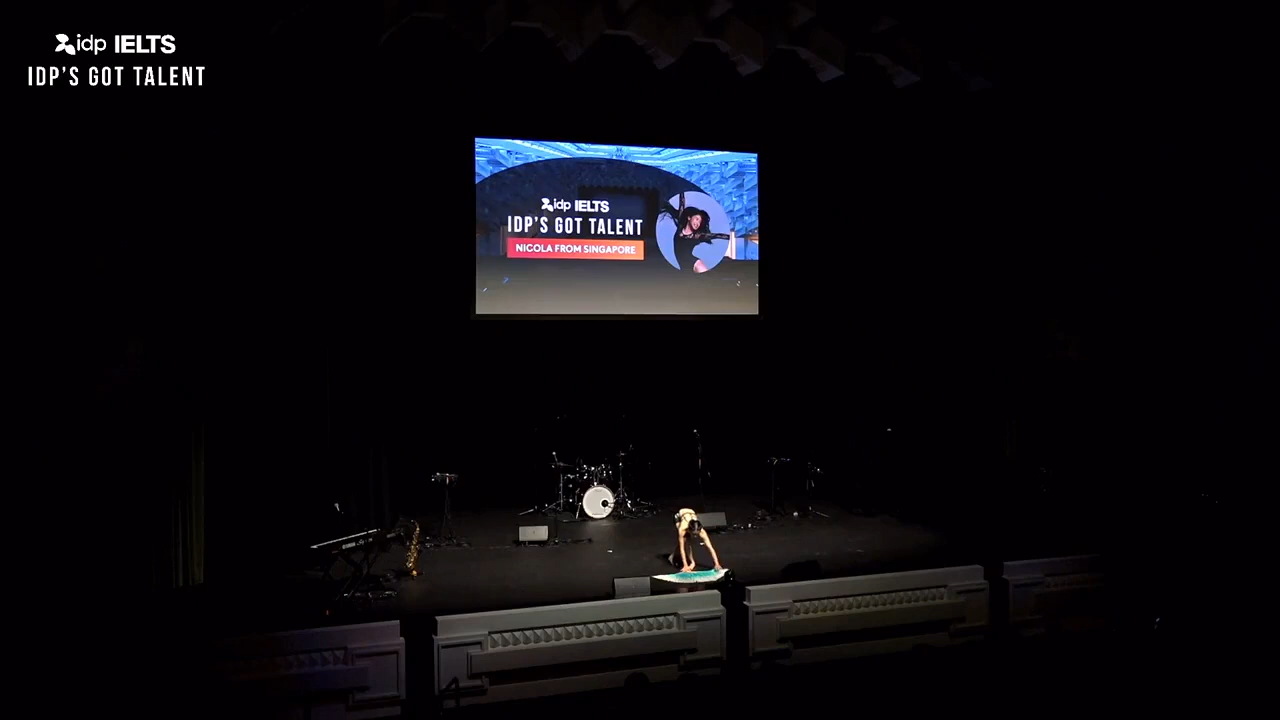 idp IELTS
IDP'S GOT TALENT
idp IELTS
IDP'S GOT TALENT
NICOLA FROM SINGAPORE